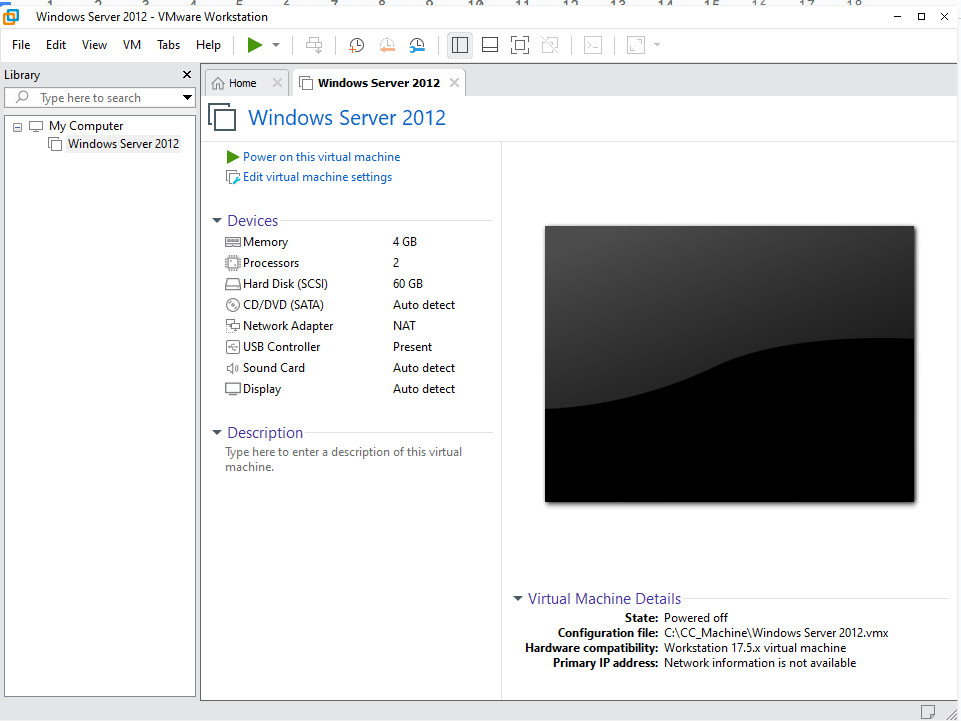 Windows Server 2012 - VMware Workstation
File Edit View VM Tabs Help
Library
Type here to search
My Computer
Windows Server 2012
Home
Windows Server 2012
Windows Server 2012
Power on this virtual machine
Edit virtual machine settings
Devices
Memory 4 GB
Processors 2
Hard Disk (SCSI) 60 GB
CD/DVD (SATA) Auto detect
Network Adapter NAT
USB Controller Present
Sound Card Auto detect
Display Auto detect
Description
Type here to enter a description of this virtual
machine.
Virtual Machine Details
State: Powered off
Configuration file: C:\CC_Machine\Windows Server 2012.vmx
Hardware compatibility: Workstation 17.5.x virtual machine
Primary IP address: Network information is not available